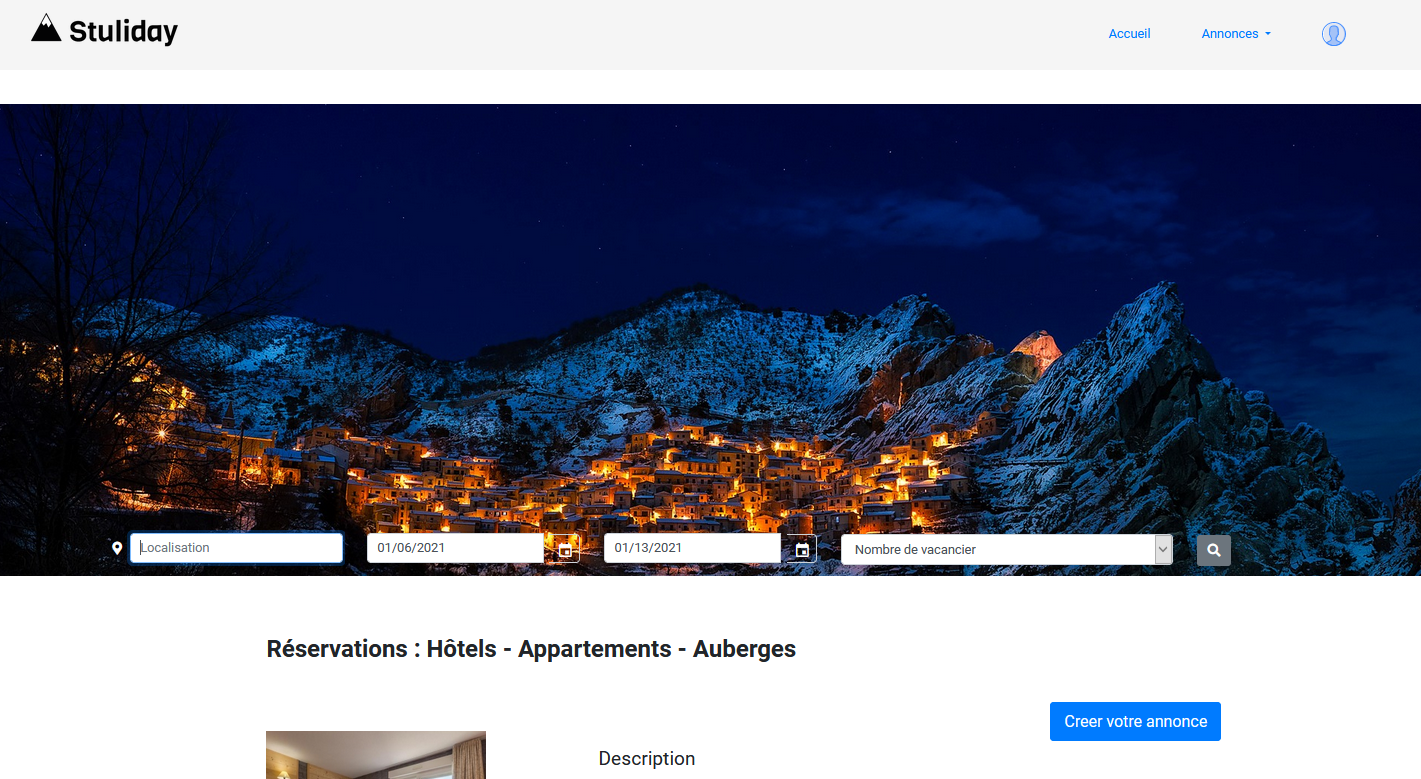 Stuliday
Accueil
Annonces
Localisation
01/06/2021
01/13/2021
Nombre de vacancier
Réservations : Hôtels - Appartements - Auberges
Creer votre annonce
Description